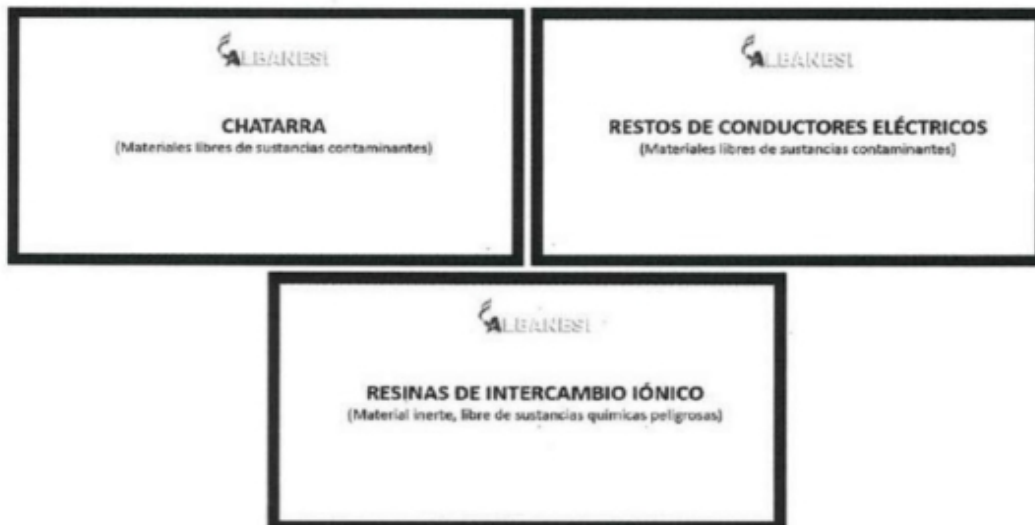 ALBANESI
CHATARRA
(Materiales libres de sustancias contaminantes)
ALBANESI
RESTOS DE CONDUCTORES ELÉCTRICOS
(Materiales libres de sustancias contaminantes)
ALBANESI
RESINAS DE INTERCAMBIO IÓNICO
(Material inerte, libre de sustancias químicas peligrosas)